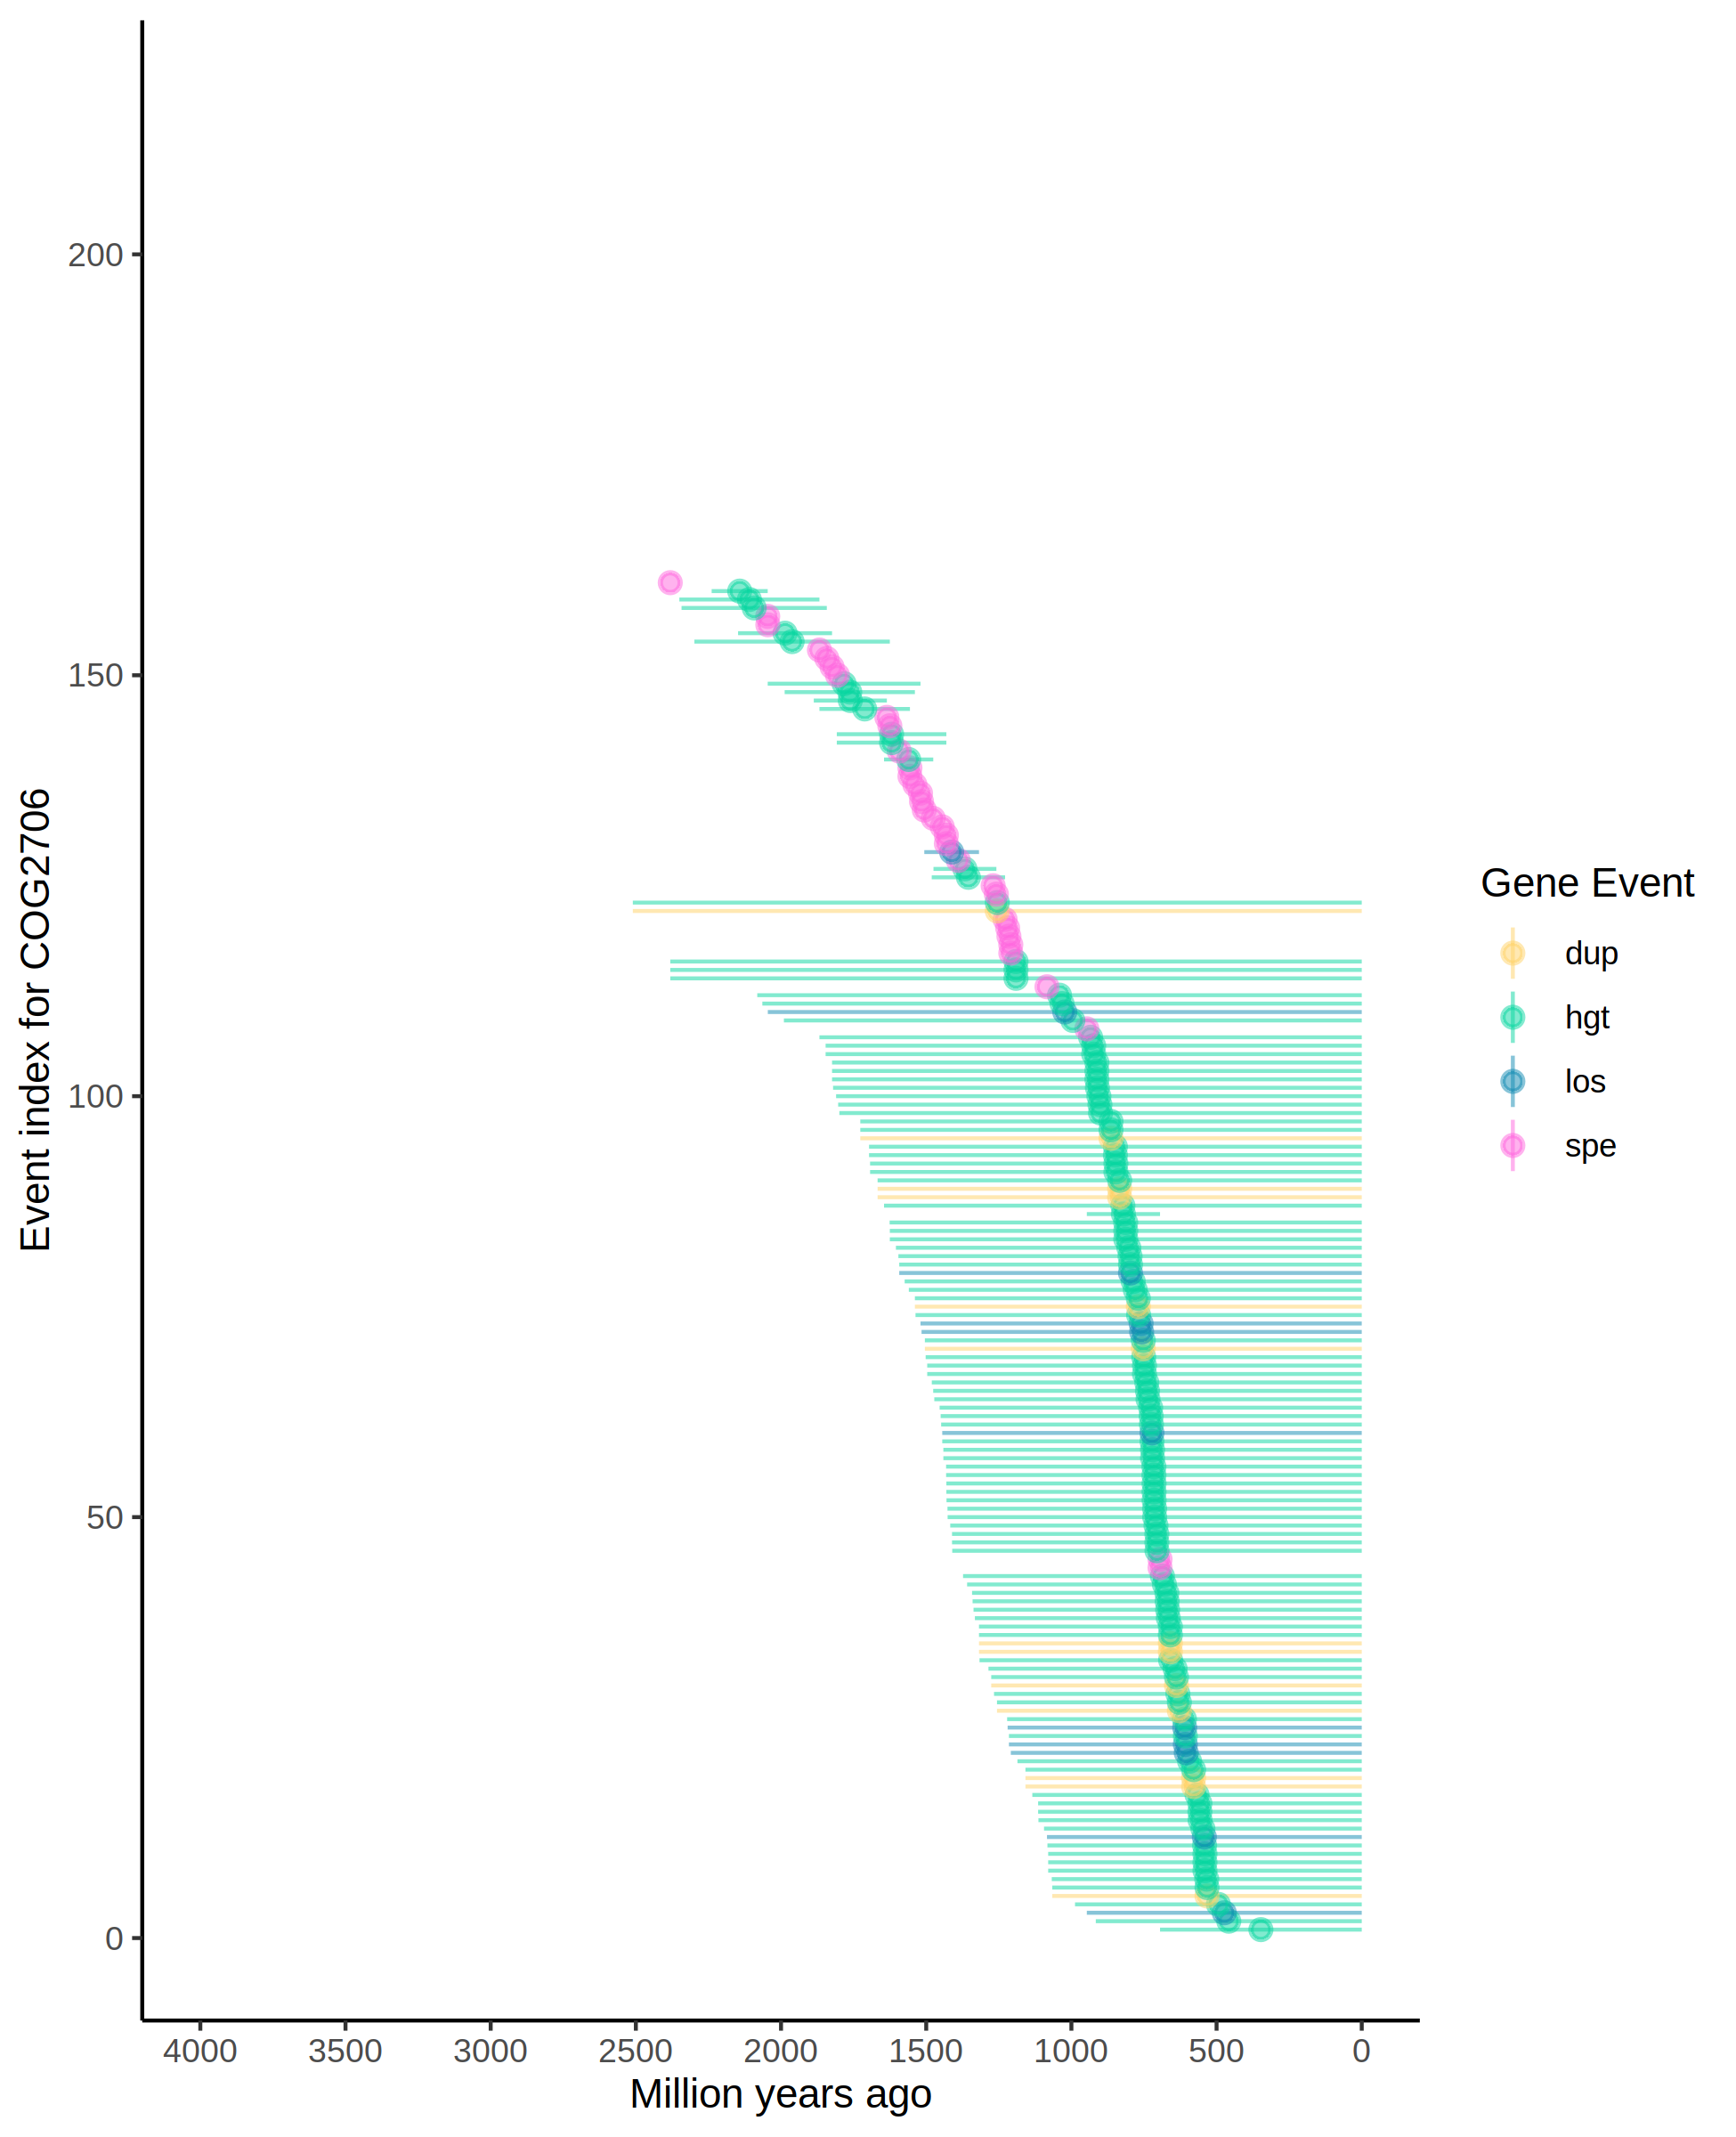 Event index for COG2706
200
150
100
50
0
4000 3500 3000 2500 2000 1500 1000 500 0
Million years ago
Gene Event
dup
hgt
los
spe